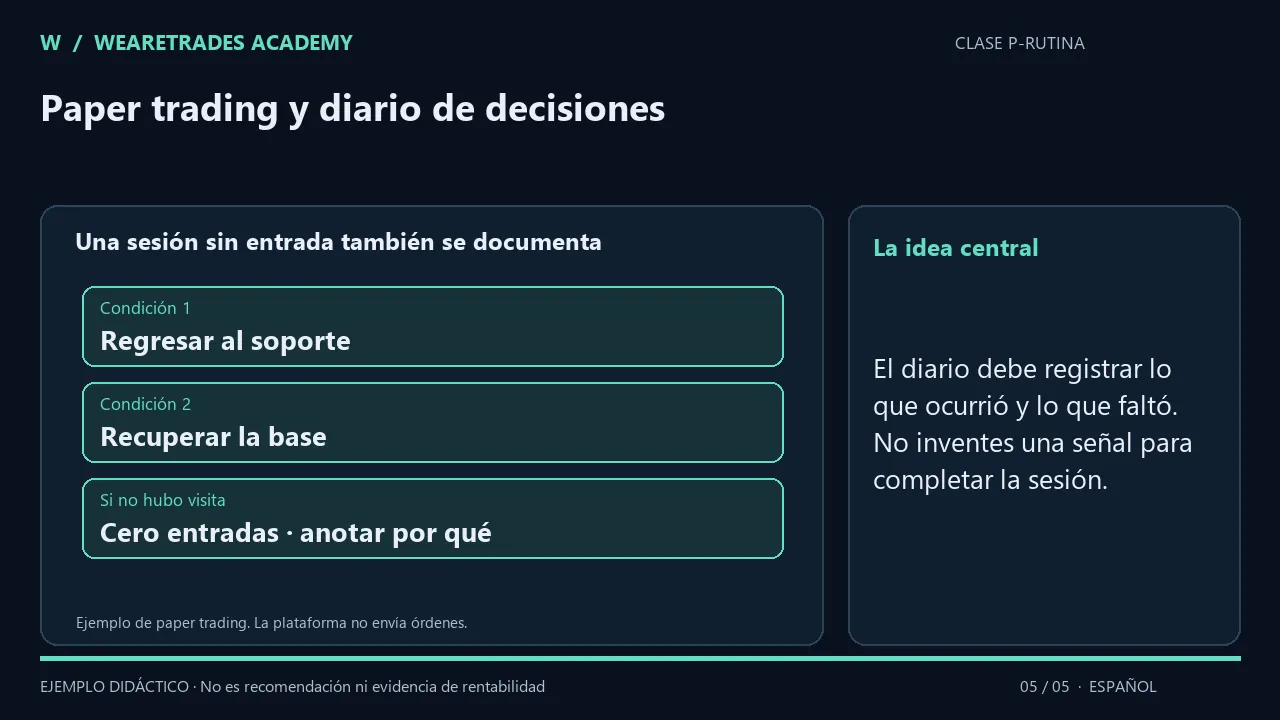 W / WEARETRADES ACADEMY
CLASE P-RUTINA
Paper trading y diario de decisiones
Una sesión sin entrada también se documenta
Condición 1
Regresar al soporte
Condición 2
Recuperar la base
Si no hubo visita
Cero entradas · anotar por qué
Ejemplo de paper trading. La plataforma no envía órdenes.
La idea central
El diario debe registrar lo
que ocurrió y lo que faltó.
No inventes una señal para
completar la sesión.
EJEMPLO DIDÁCTICO · No es recomendación ni evidencia de rentabilidad
05 / 05 · ESPAÑOL